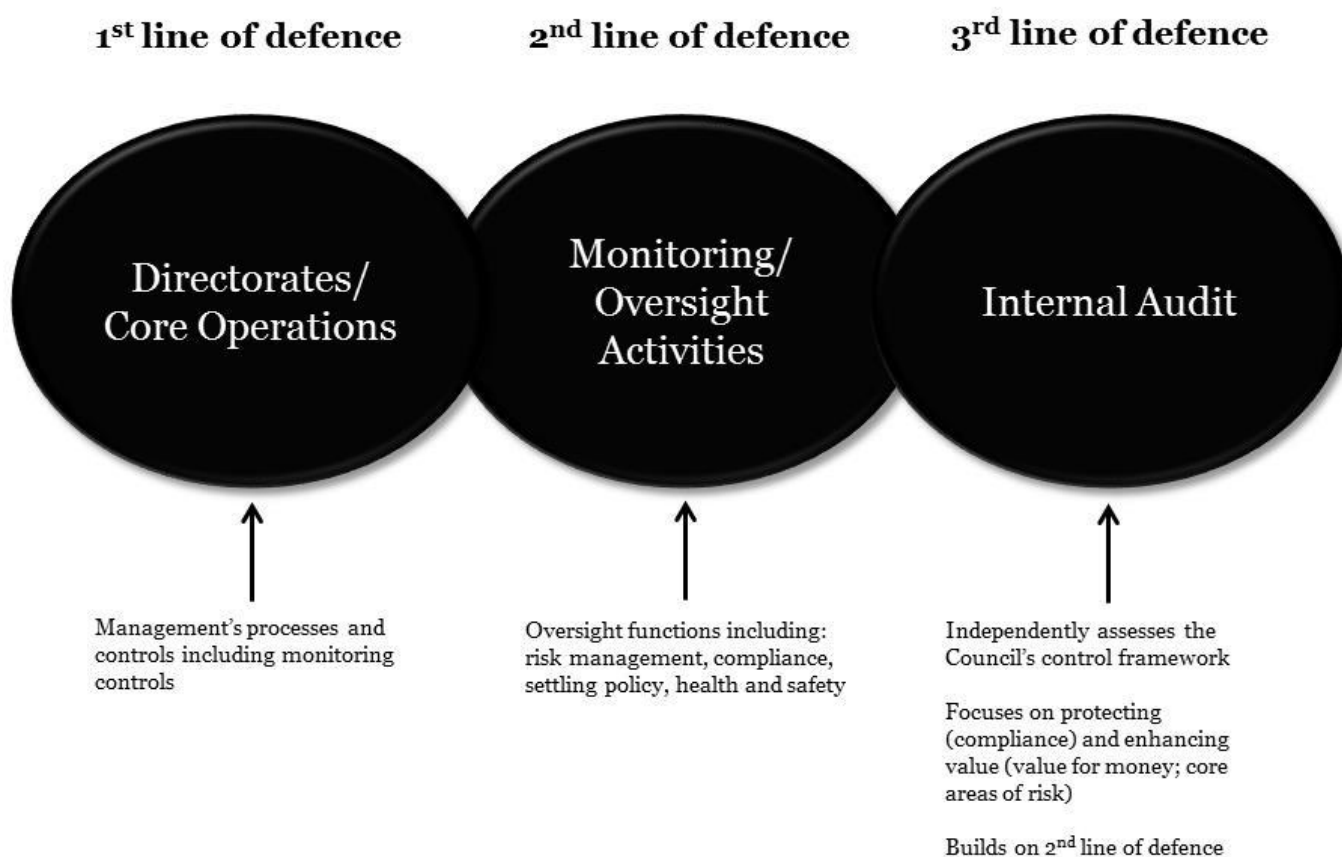 1st line of defence
2nd line of defence
3rd line of defence
Directorates/
Core Operations
Monitoring/
Oversight
Activities
Internal Audit
Management’s processes and
controls including monitoring
controls
Oversight functions including:
risk management, compliance,
settling policy, health and safety
Independently assesses the
Council’s control framework
Focuses on protecting
(compliance) and enhancing
value (value for money; core
areas of risk)
Builds on 2nd line of defence